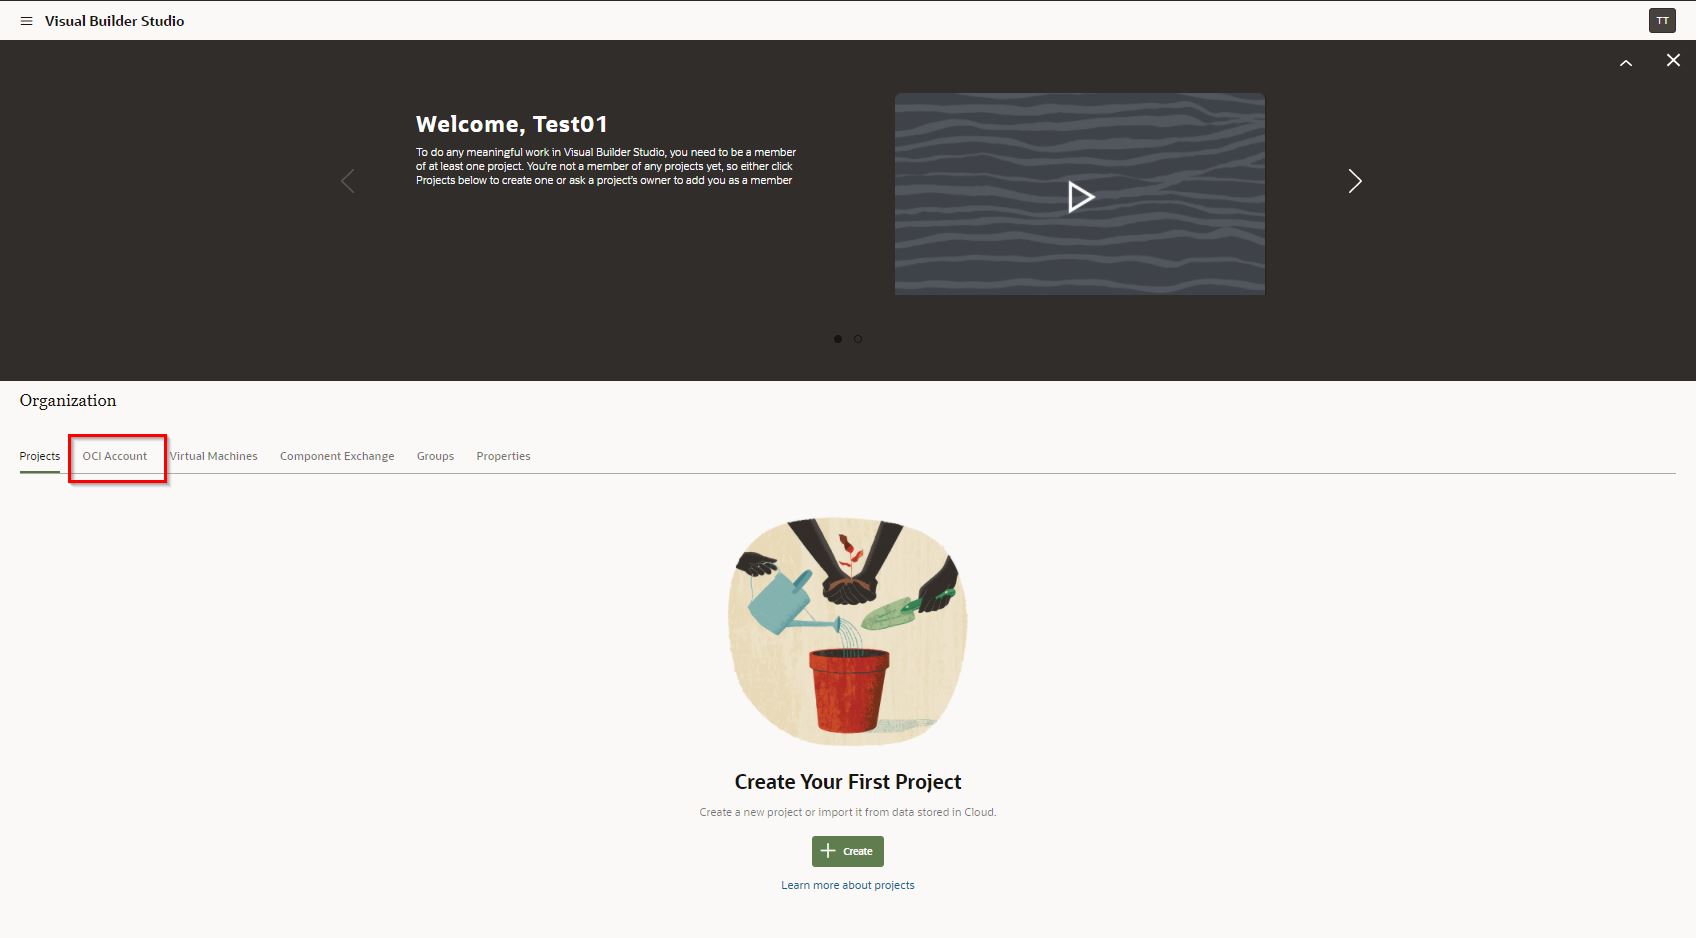 Visual Builder Studio
TT
Welcome, Test01
To do any meaningful work in Visual Builder Studio, you need to be a member
of at least one project. You're not a member of any projects yet, so either click
Projects below to create one or ask a project's owner to add you as a member
Organization
Projects OCI Account Virtual Machines Component Exchange Groups Properties
Create Your First Project
Create a new project or import it from data stored in Cloud.
Create
Learn more about projects